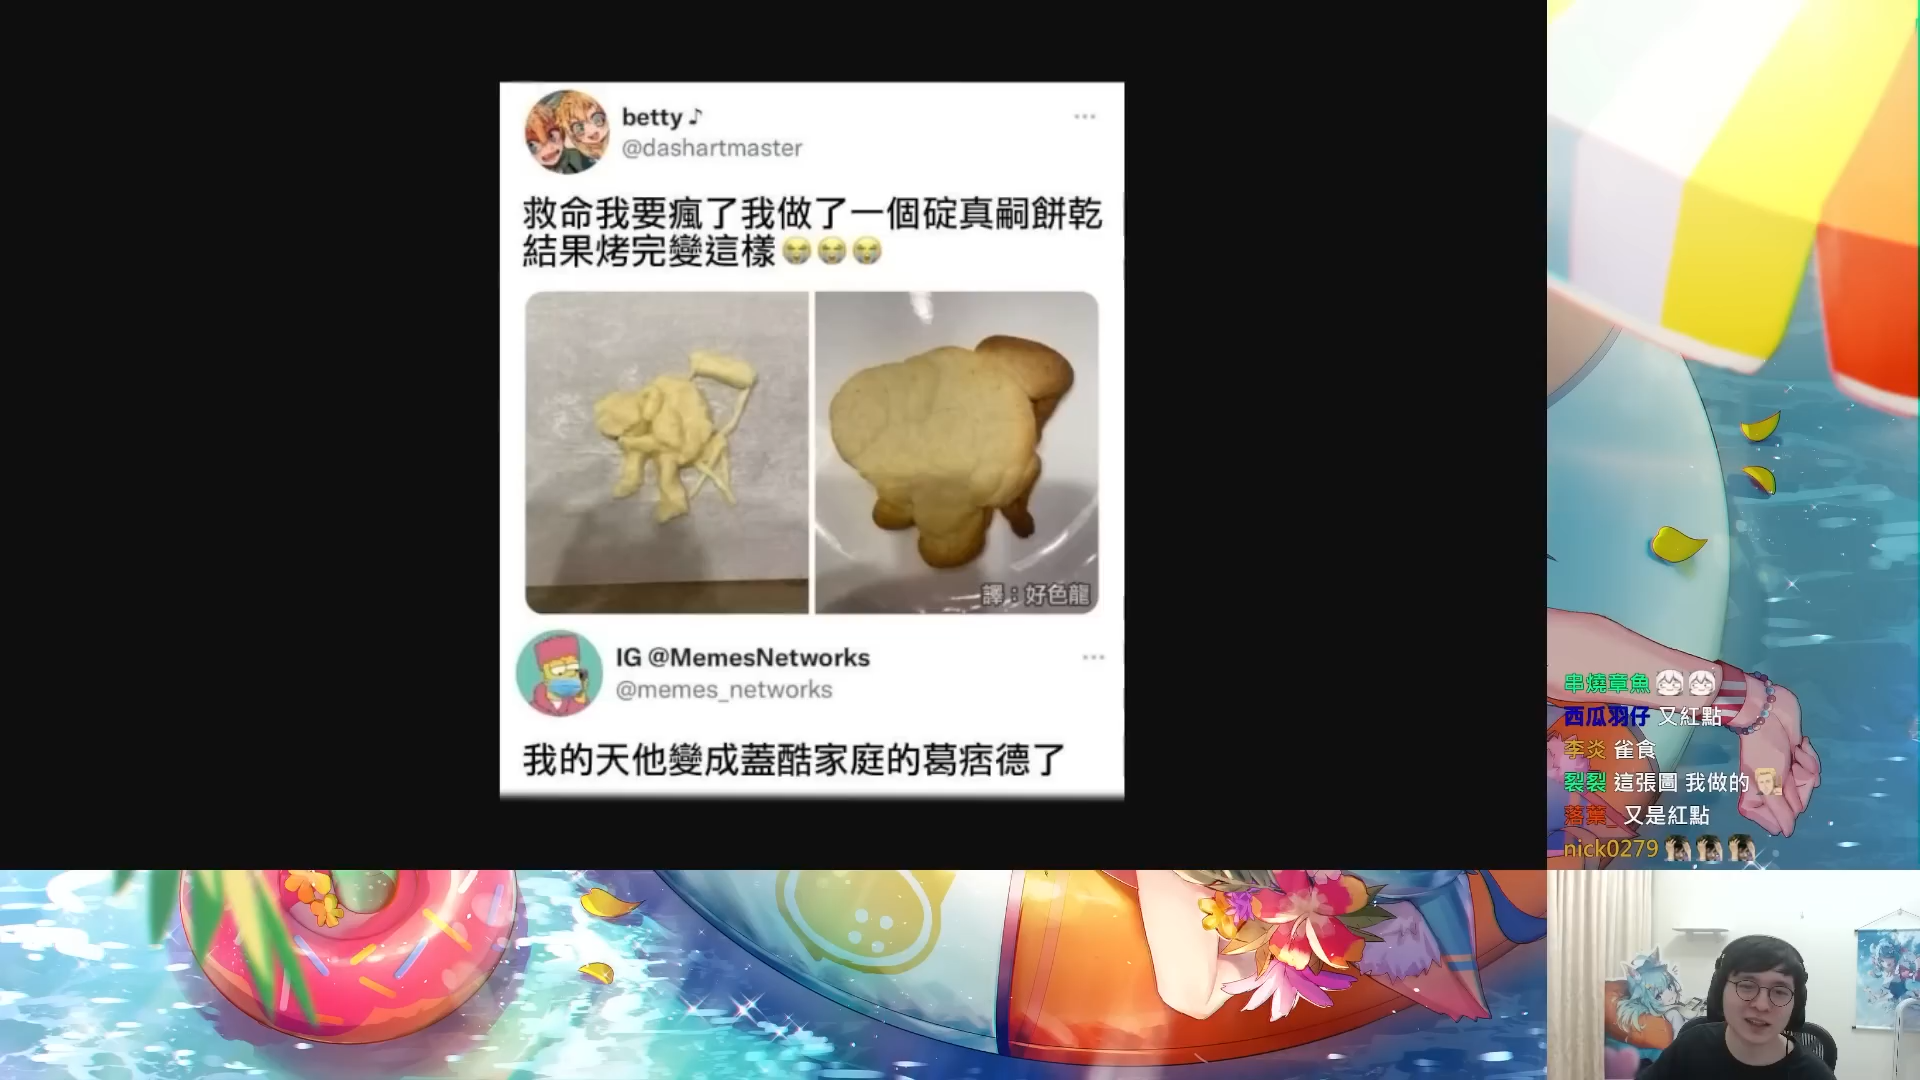 betty♪
@dashartmaster
救命我要瘋了我做了一個碇真嗣餅乾
結果烤完變這樣😭😭😭
譯：好色龍
IG @MemesNetworks
@memes_networks
我的天他變成蓋酷家庭的葛痞德了
串燒章魚
西瓜羽仔 又紅點
李炎 雀食
裂裂 這張圖 我做的
落葉_ 又是紅點
nick0279